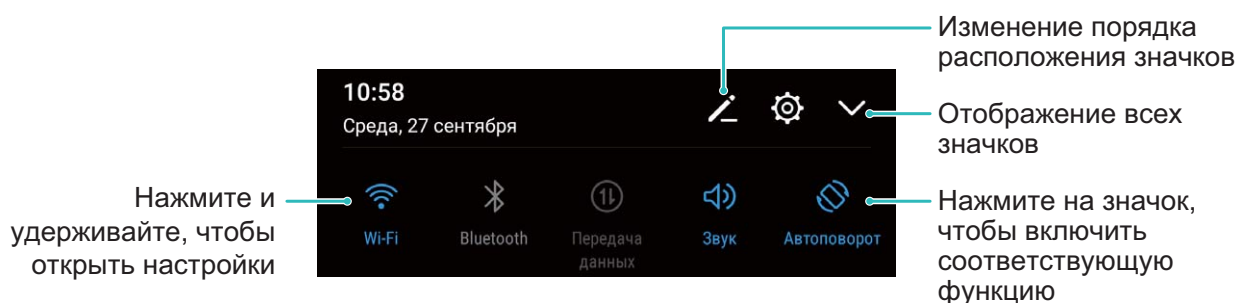 Изменение порядка
расположения значков
10:58
Среда, 27 сентября
Отображение всех
значков
Нажмите и
удерживайте, чтобы
открыть настройки
Wi-Fi
Bluetooth
Передача
данных
Звук
Автоповорот
Нажмите на значок,
чтобы включить
соответствующую
функцию